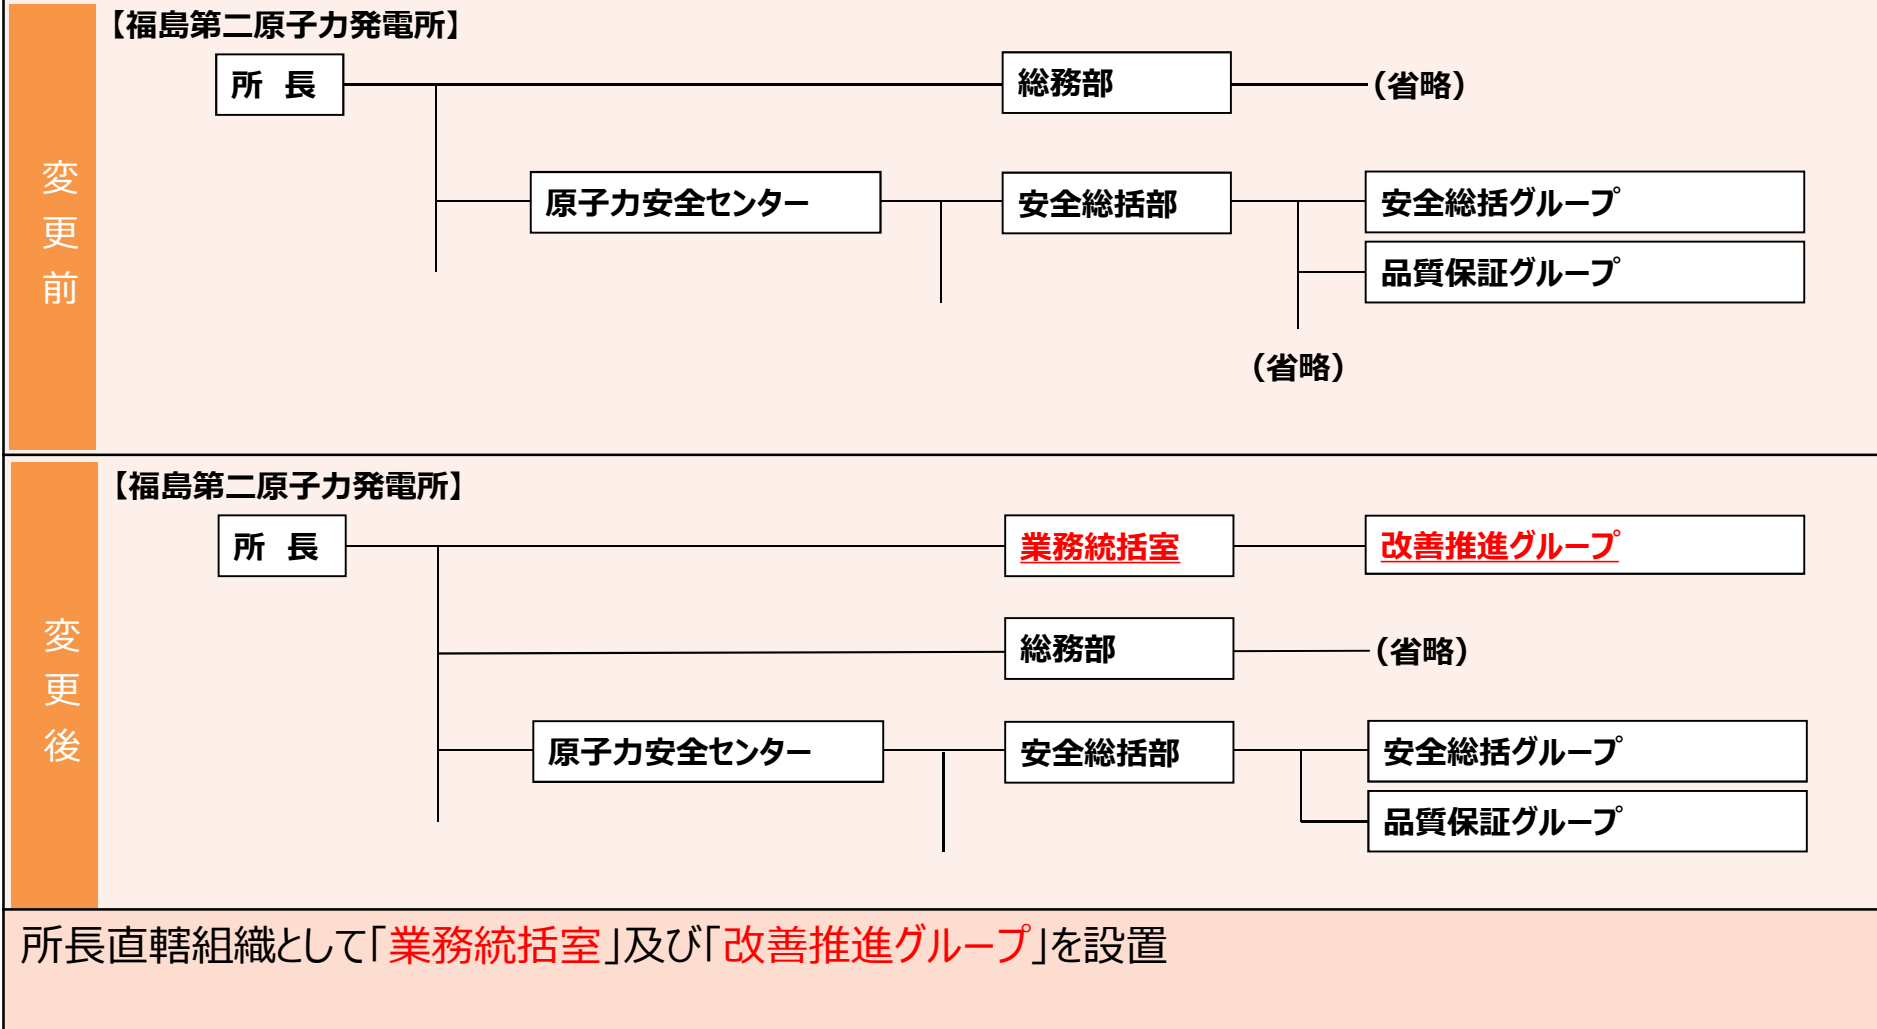 変更前
【福島第二原子力発電所】
所 長
総務部
(省略)
原子力安全センター
安全総括部
安全総括グループ
品質保証グループ
(省略)
変更後
【福島第二原子力発電所】
所 長
業務統括室
改善推進グループ
総務部
(省略)
原子力安全センター
安全総括部
安全総括グループ
品質保証グループ
所長直轄組織として「業務統括室」及び「改善推進グループ」を設置